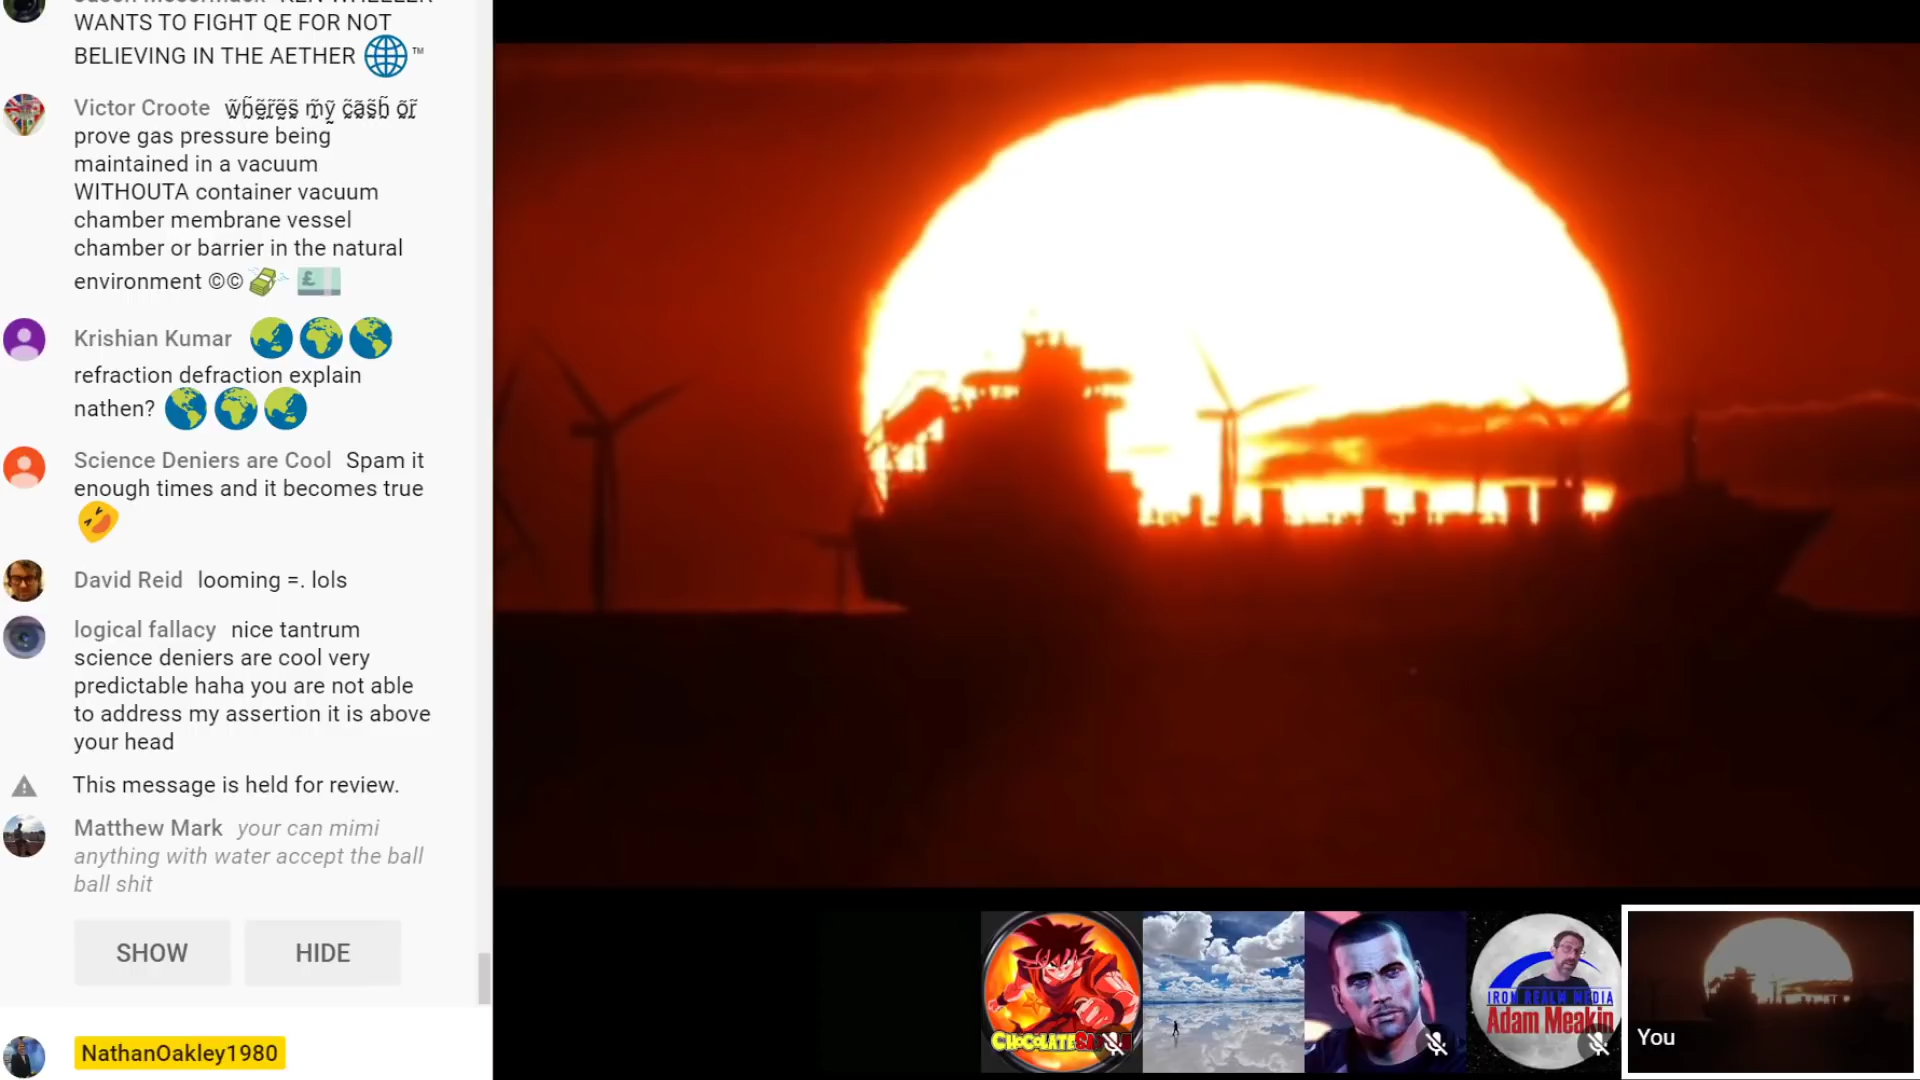 WANTS TO FIGHT QE FOR NOT
BELIEVING IN THE AETHER ™
Victor Croote w̰̃h̰̃ḛ̃r̰̃ḛ̃s̰̃ m̰̃ỹ̰ c̰̃ã̰s̰̃h̰̃ õ̰r̰̃
prove gas pressure being
maintained in a vacuum
WITHOUTA container vacuum
chamber membrane vessel
chamber or barrier in the natural
environment ©©
Krishian Kumar
refraction defraction explain
nathen?
Science Deniers are Cool Spam it
enough times and it becomes true
David Reid looming =. lols
logical fallacy nice tantrum
science deniers are cool very
predictable haha you are not able
to address my assertion it is above
your head
This message is held for review.
Matthew Mark your can mimi
anything with water accept the ball
ball shit
SHOW HIDE
NathanOakley1980
IRON REALM MEDIA
Adam Meakin
You